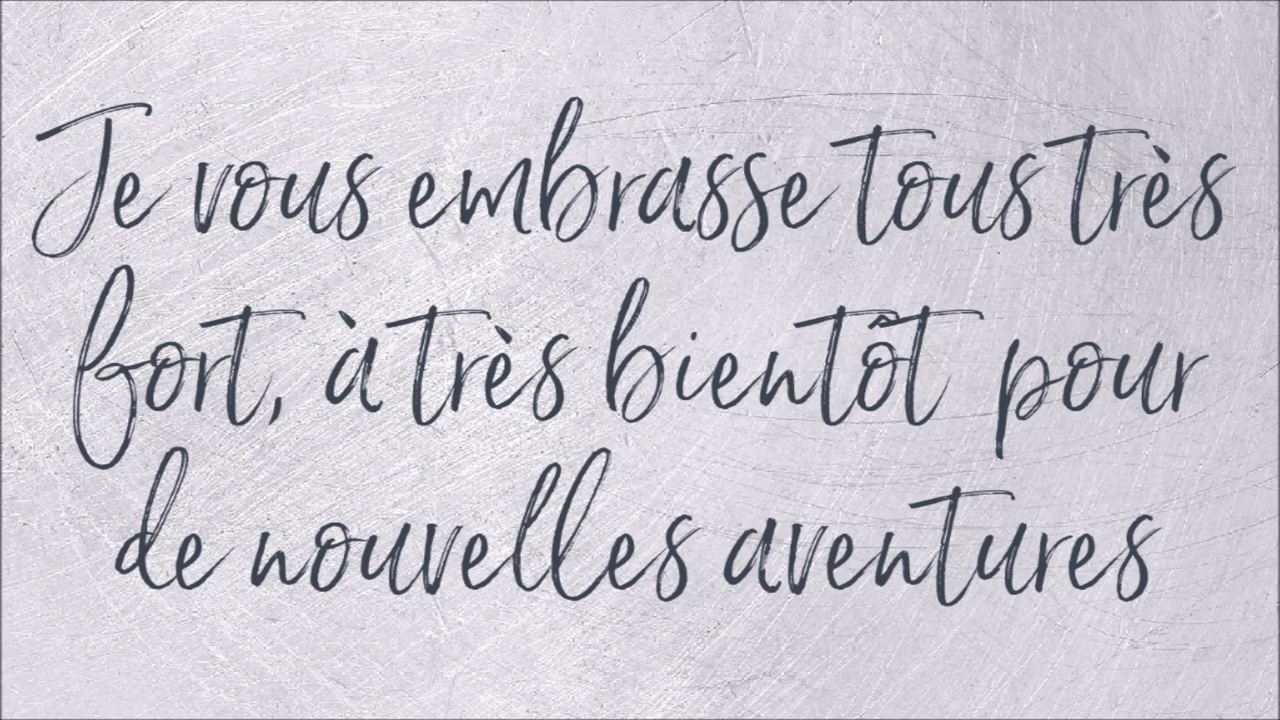 Je vous embrasse tous très
fort, à très bientôt pour
de nouvelles aventures